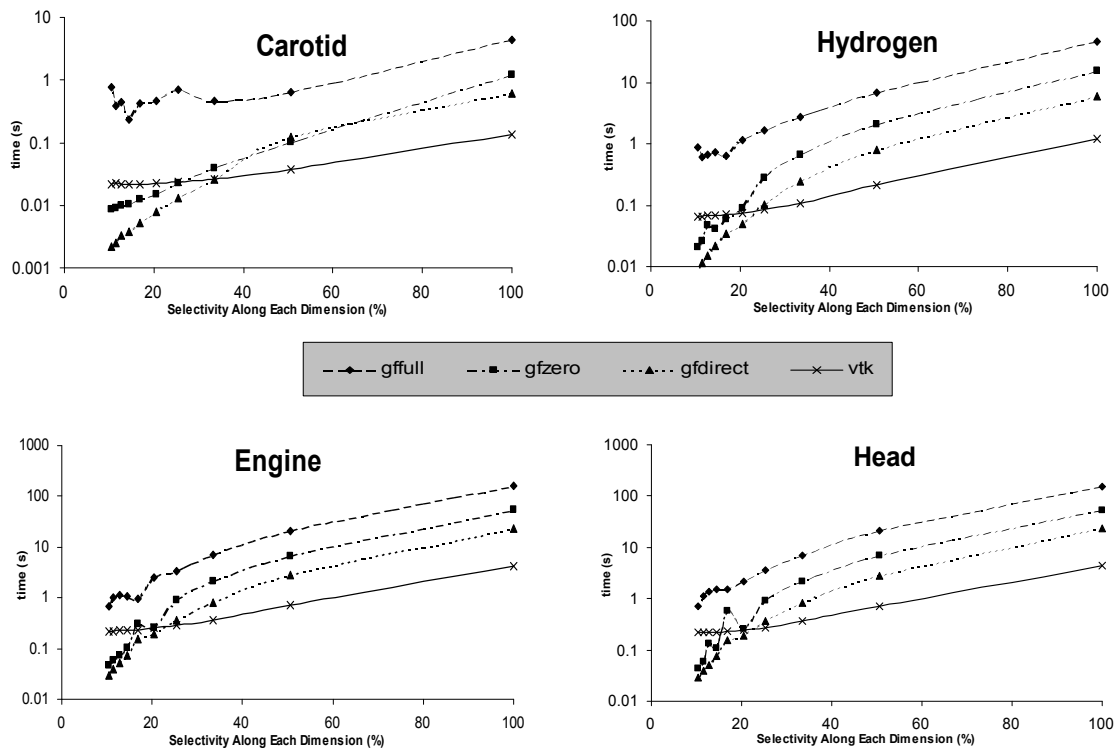 Carotid
10
1
0.1
0.01
0.001
time (s)
0 20 40 60 80 100
Selectivity Along Each Dimension (%)
Hydrogen
100
10
1
0.1
0.01
time (s)
0 20 40 60 80 100
Selectivity Along Each Dimension (%)
gffull gfzero gfdirect vtk
Engine
1000
100
10
1
0.1
0.01
time (s)
0 20 40 60 80 100
Selectivity Along Each Dimension (%)
Head
1000
100
10
1
0.1
0.01
time (s)
0 20 40 60 80 100
Selectivity Along Each Dimension (%)